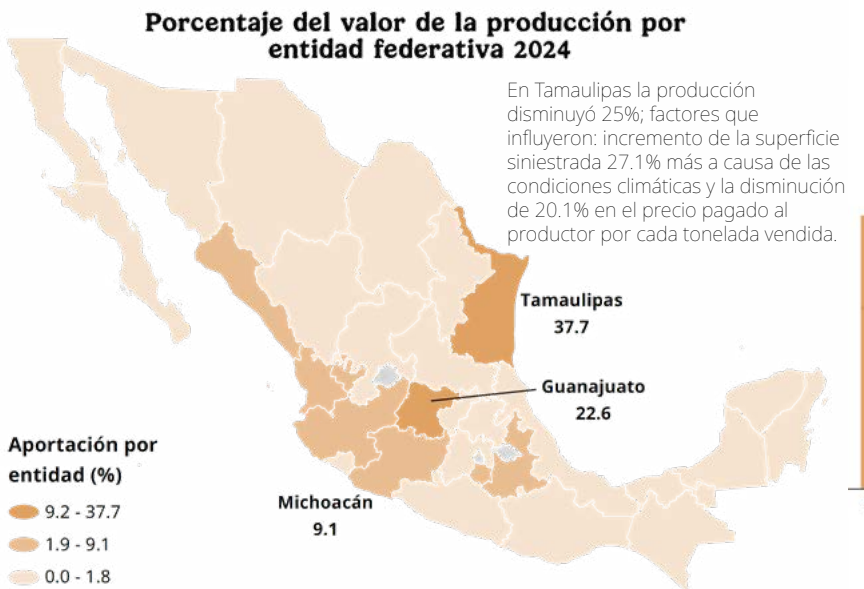 Porcentaje del valor de la producción por
entidad federativa 2024
En Tamaulipas la producción
disminuyó 25%; factores que
influyeron: incremento de la superficie
siniestrada 27.1% más a causa de las
condiciones climáticas y la disminución
de 20.1% en el precio pagado al
productor por cada tonelada vendida.
Tamaulipas
37.7
Guanajuato
22.6
Michoacán
9.1
Aportación por
entidad (%)
9.2 - 37.7
1.9 - 9.1
0.0 - 1.8